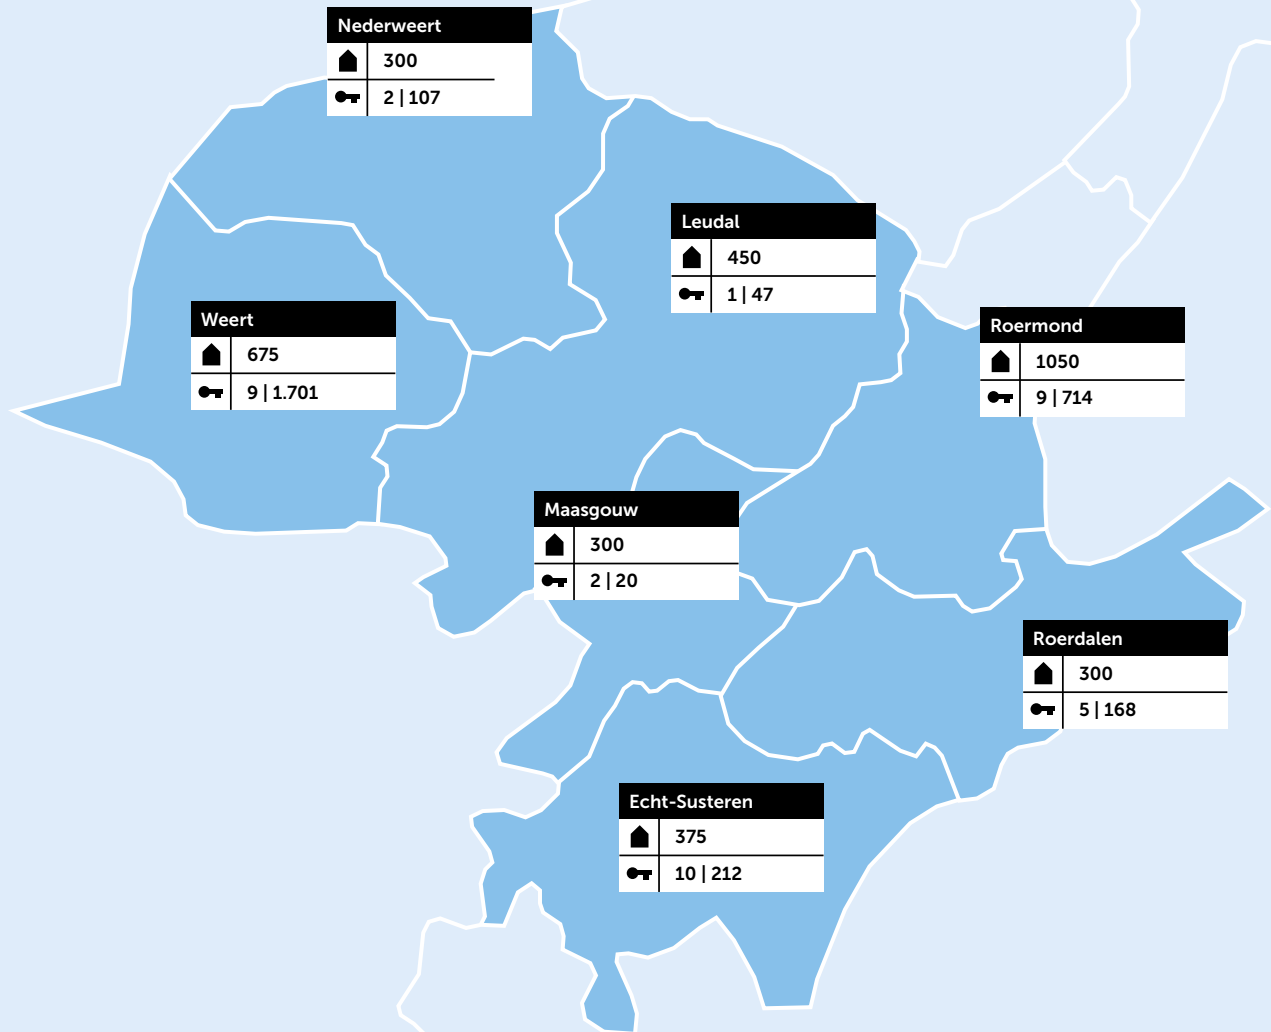 Nederweert
300
2 | 107
Leudal
450
1 | 47
Weert
675
9 | 1.701
Roermond
1050
9 | 714
Maasgouw
300
2 | 20
Roerdalen
300
5 | 168
Echt-Susteren
375
10 | 212